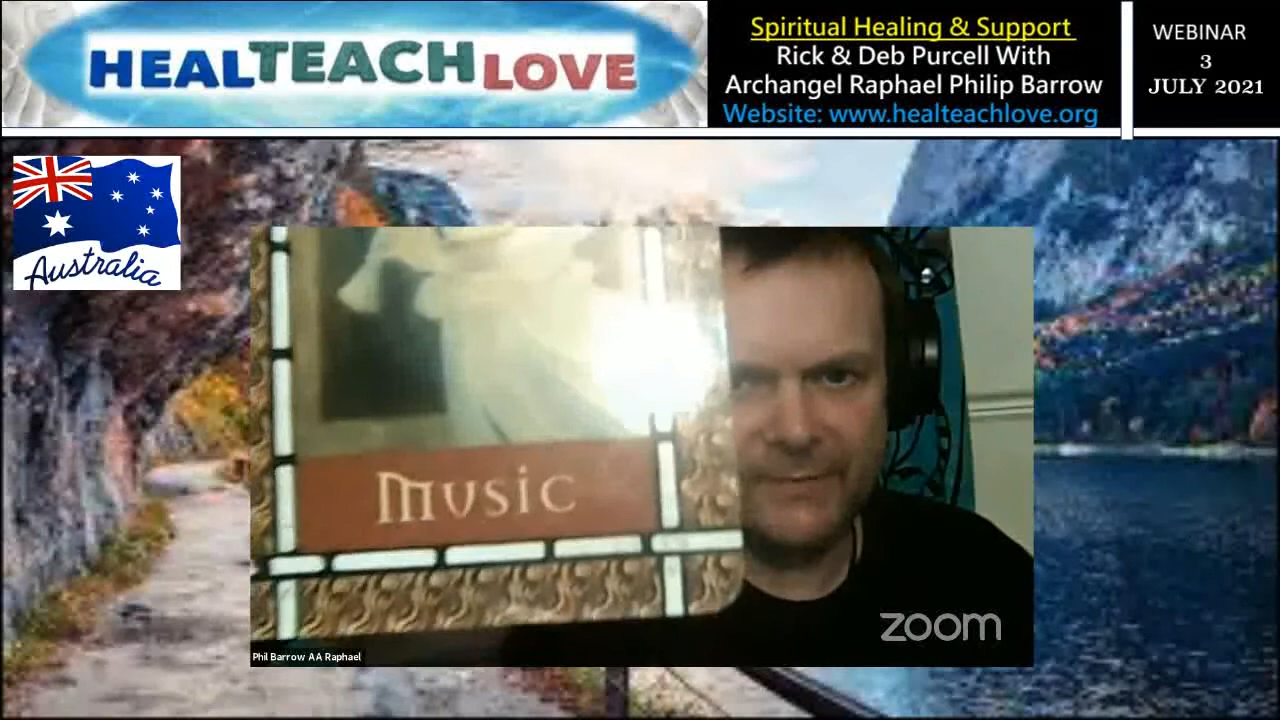 HEALTEACHLOVE
Spiritual Healing & Support
Rick & Deb Purcell With
Archangel Raphael Philip Barrow
Website: www.healteachlove.org
WEBINAR
3
JULY 2021
Australia
MUSIC
zoom
Phil Barrow AA Raphael